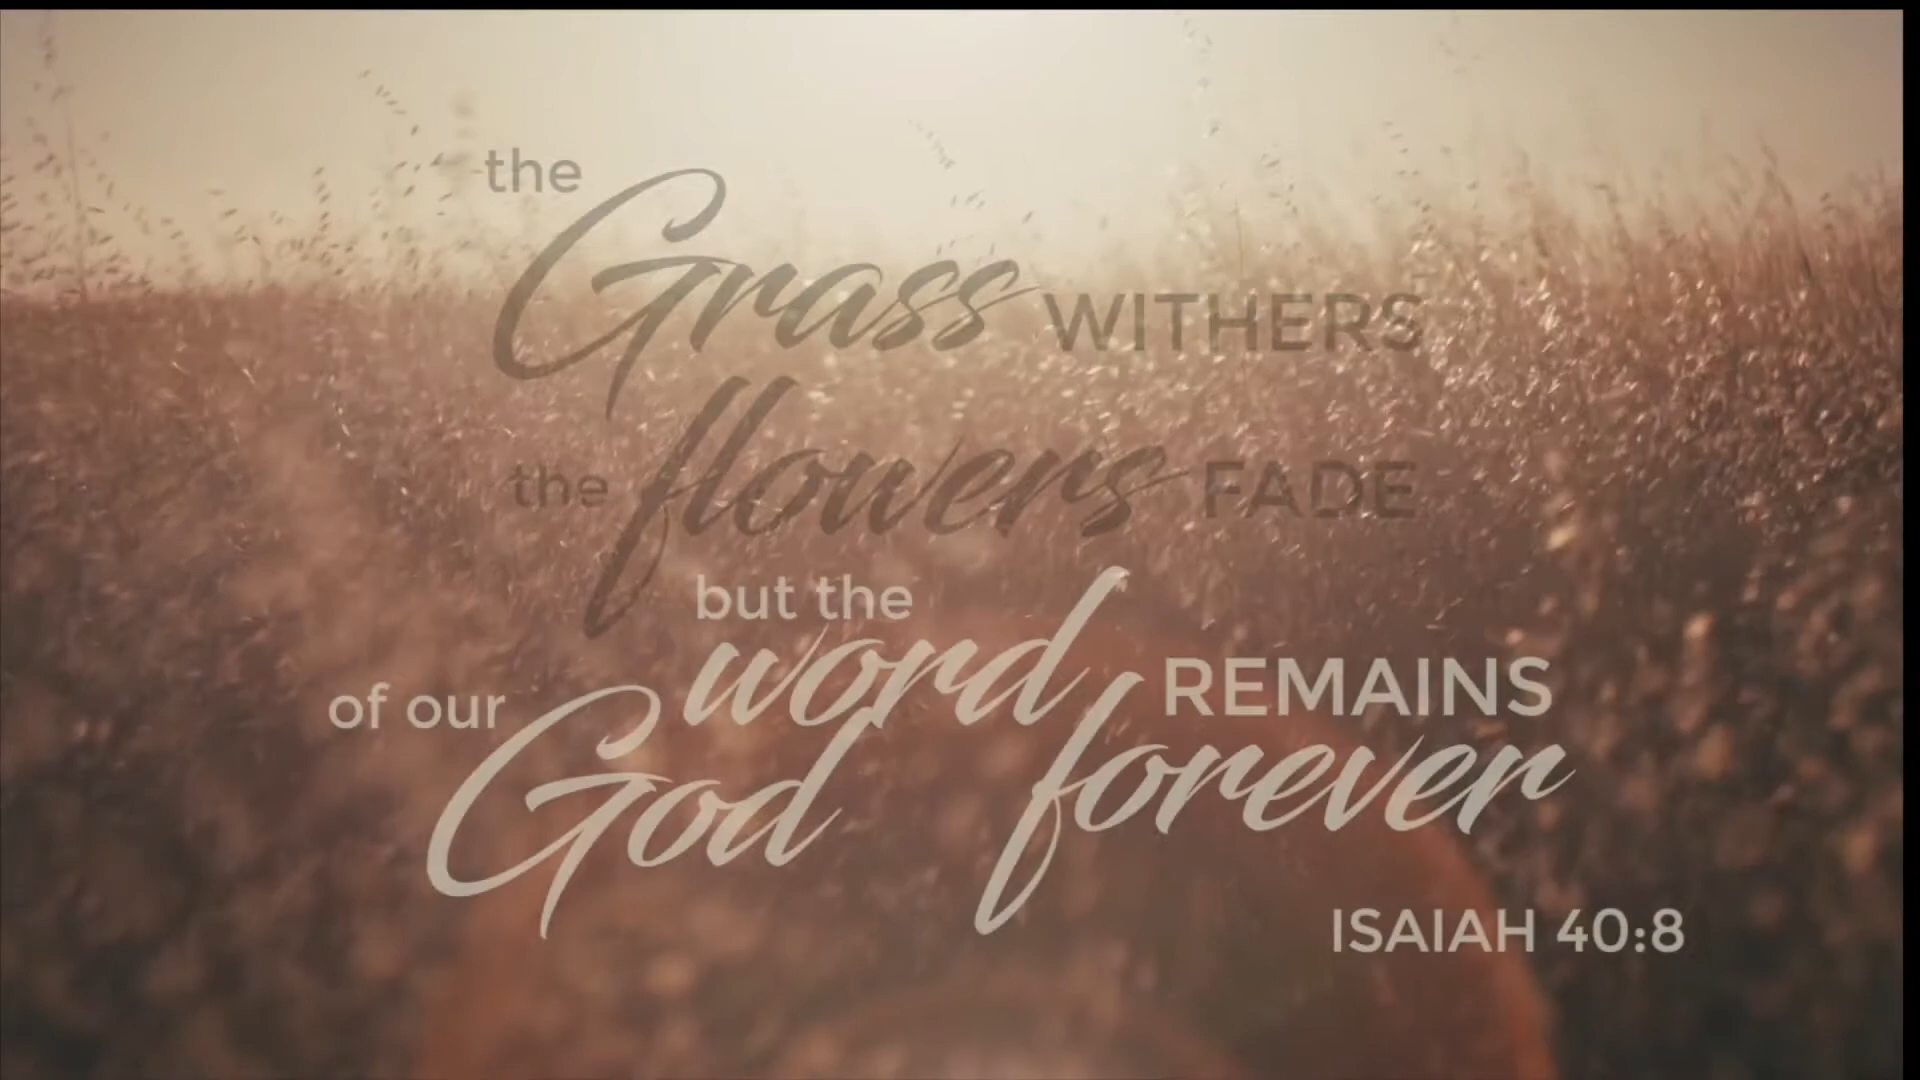 the
Grass WITHERS
the flowers FADE
but the
word REMAINS
of our
God forever
ISAIAH 40:8